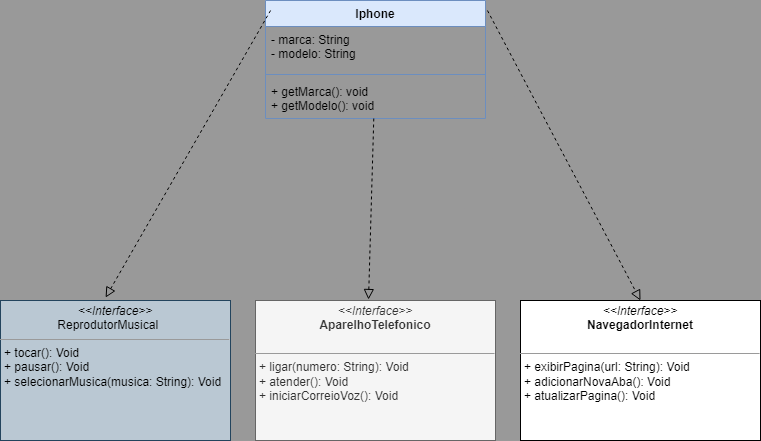 Iphone
- marca: String
- modelo: String
+ getMarca(): void
+ getModelo(): void
<<Interface>>
ReprodutorMusical
+ tocar(): Void
+ pausar(): Void
+ selecionarMusica(musica: String): Void
<<Interface>>
AparelhoTelefonico
+ ligar(numero: String): Void
+ atender(): Void
+ iniciarCorreioVoz(): Void
<<Interface>>
NavegadorInternet
+ exibirPagina(url: String): Void
+ adicionarNovaAba(): Void
+ atualizarPagina(): Void